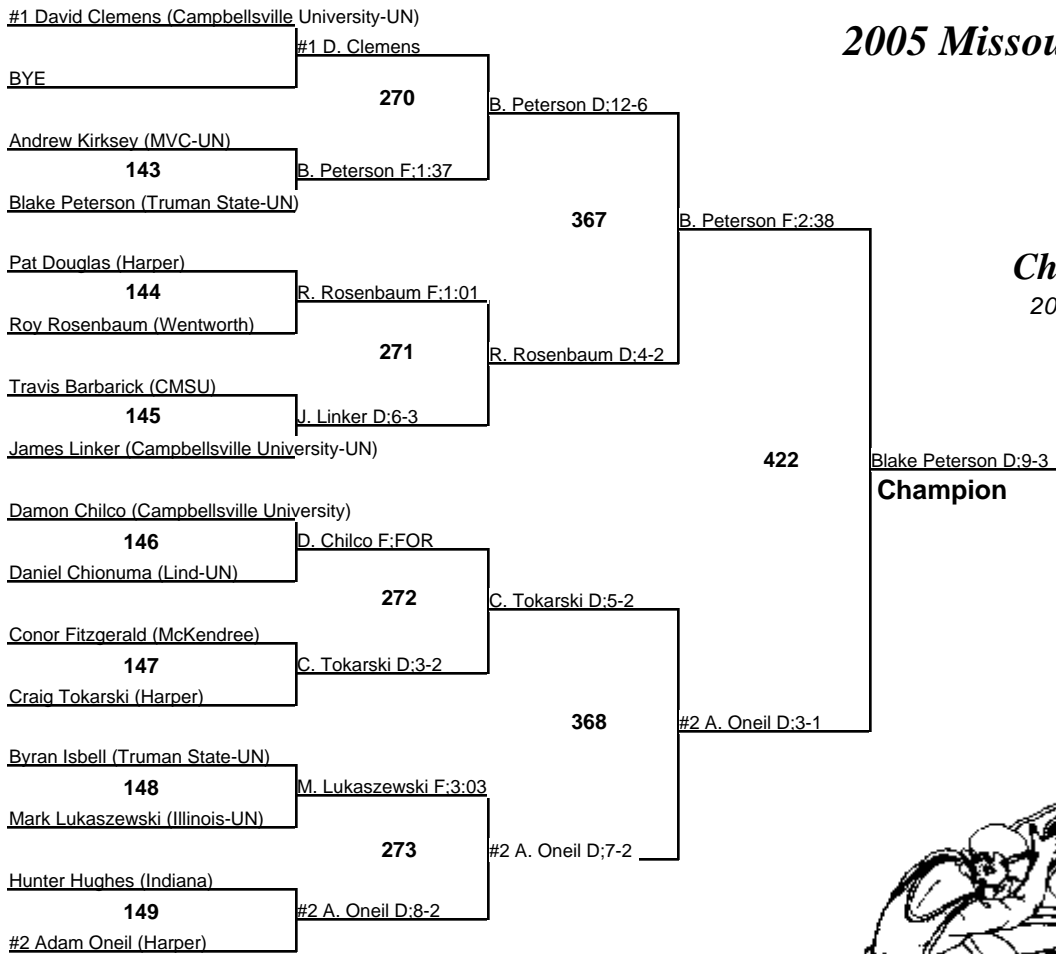 #1 David Clemens (Campbellsville University-UN)
2005 Missou
#1 D. Clemens
BYE
270
B. Peterson D;12-6
Andrew Kirksey (MVC-UN)
143
B. Peterson F;1:37
Blake Peterson (Truman State-UN)
367
B. Peterson F;2:38
Pat Douglas (Harper)
Ch
144
R. Rosenbaum F;1:01
20
Roy Rosenbaum (Wentworth)
271
R. Rosenbaum D;4-2
Travis Barbarick (CMSU)
145
J. Linker D;6-3
James Linker (Campbellsville University-UN)
422
Blake Peterson D;9-3
Champion
Damon Chilco (Campbellsville University)
146
D. Chilco F;FOR
Daniel Chionuma (Lind-UN)
272
C. Tokarski D;5-2
Conor Fitzgerald (McKendree)
147
C. Tokarski D;3-2
Craig Tokarski (Harper)
368
#2 A. Oneil D;3-1
Byran Isbell (Truman State-UN)
148
M. Lukaszewski F;3:03
Mark Lukaszewski (Illinois-UN)
273
#2 A. Oneil D;7-2
Hunter Hughes (Indiana)
149
#2 A. Oneil D;8-2
#2 Adam Oneil (Harper)